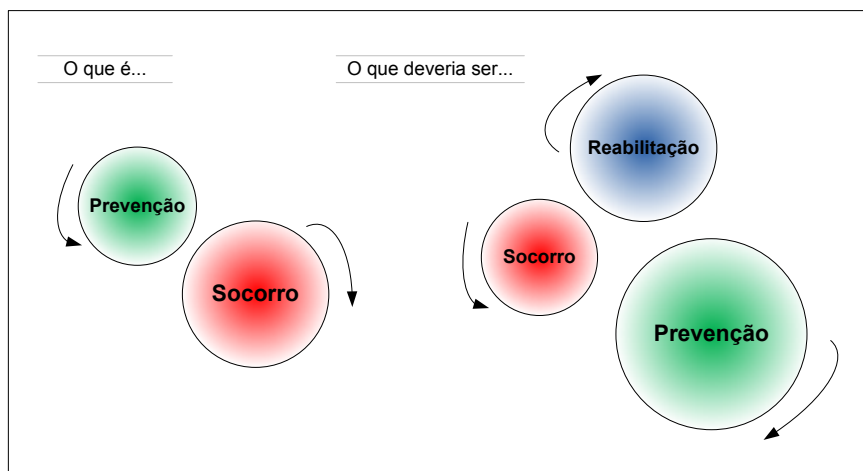 O que é...
O que deveria ser...
Prevenção
Socorro
Reabilitação
Socorro
Prevenção